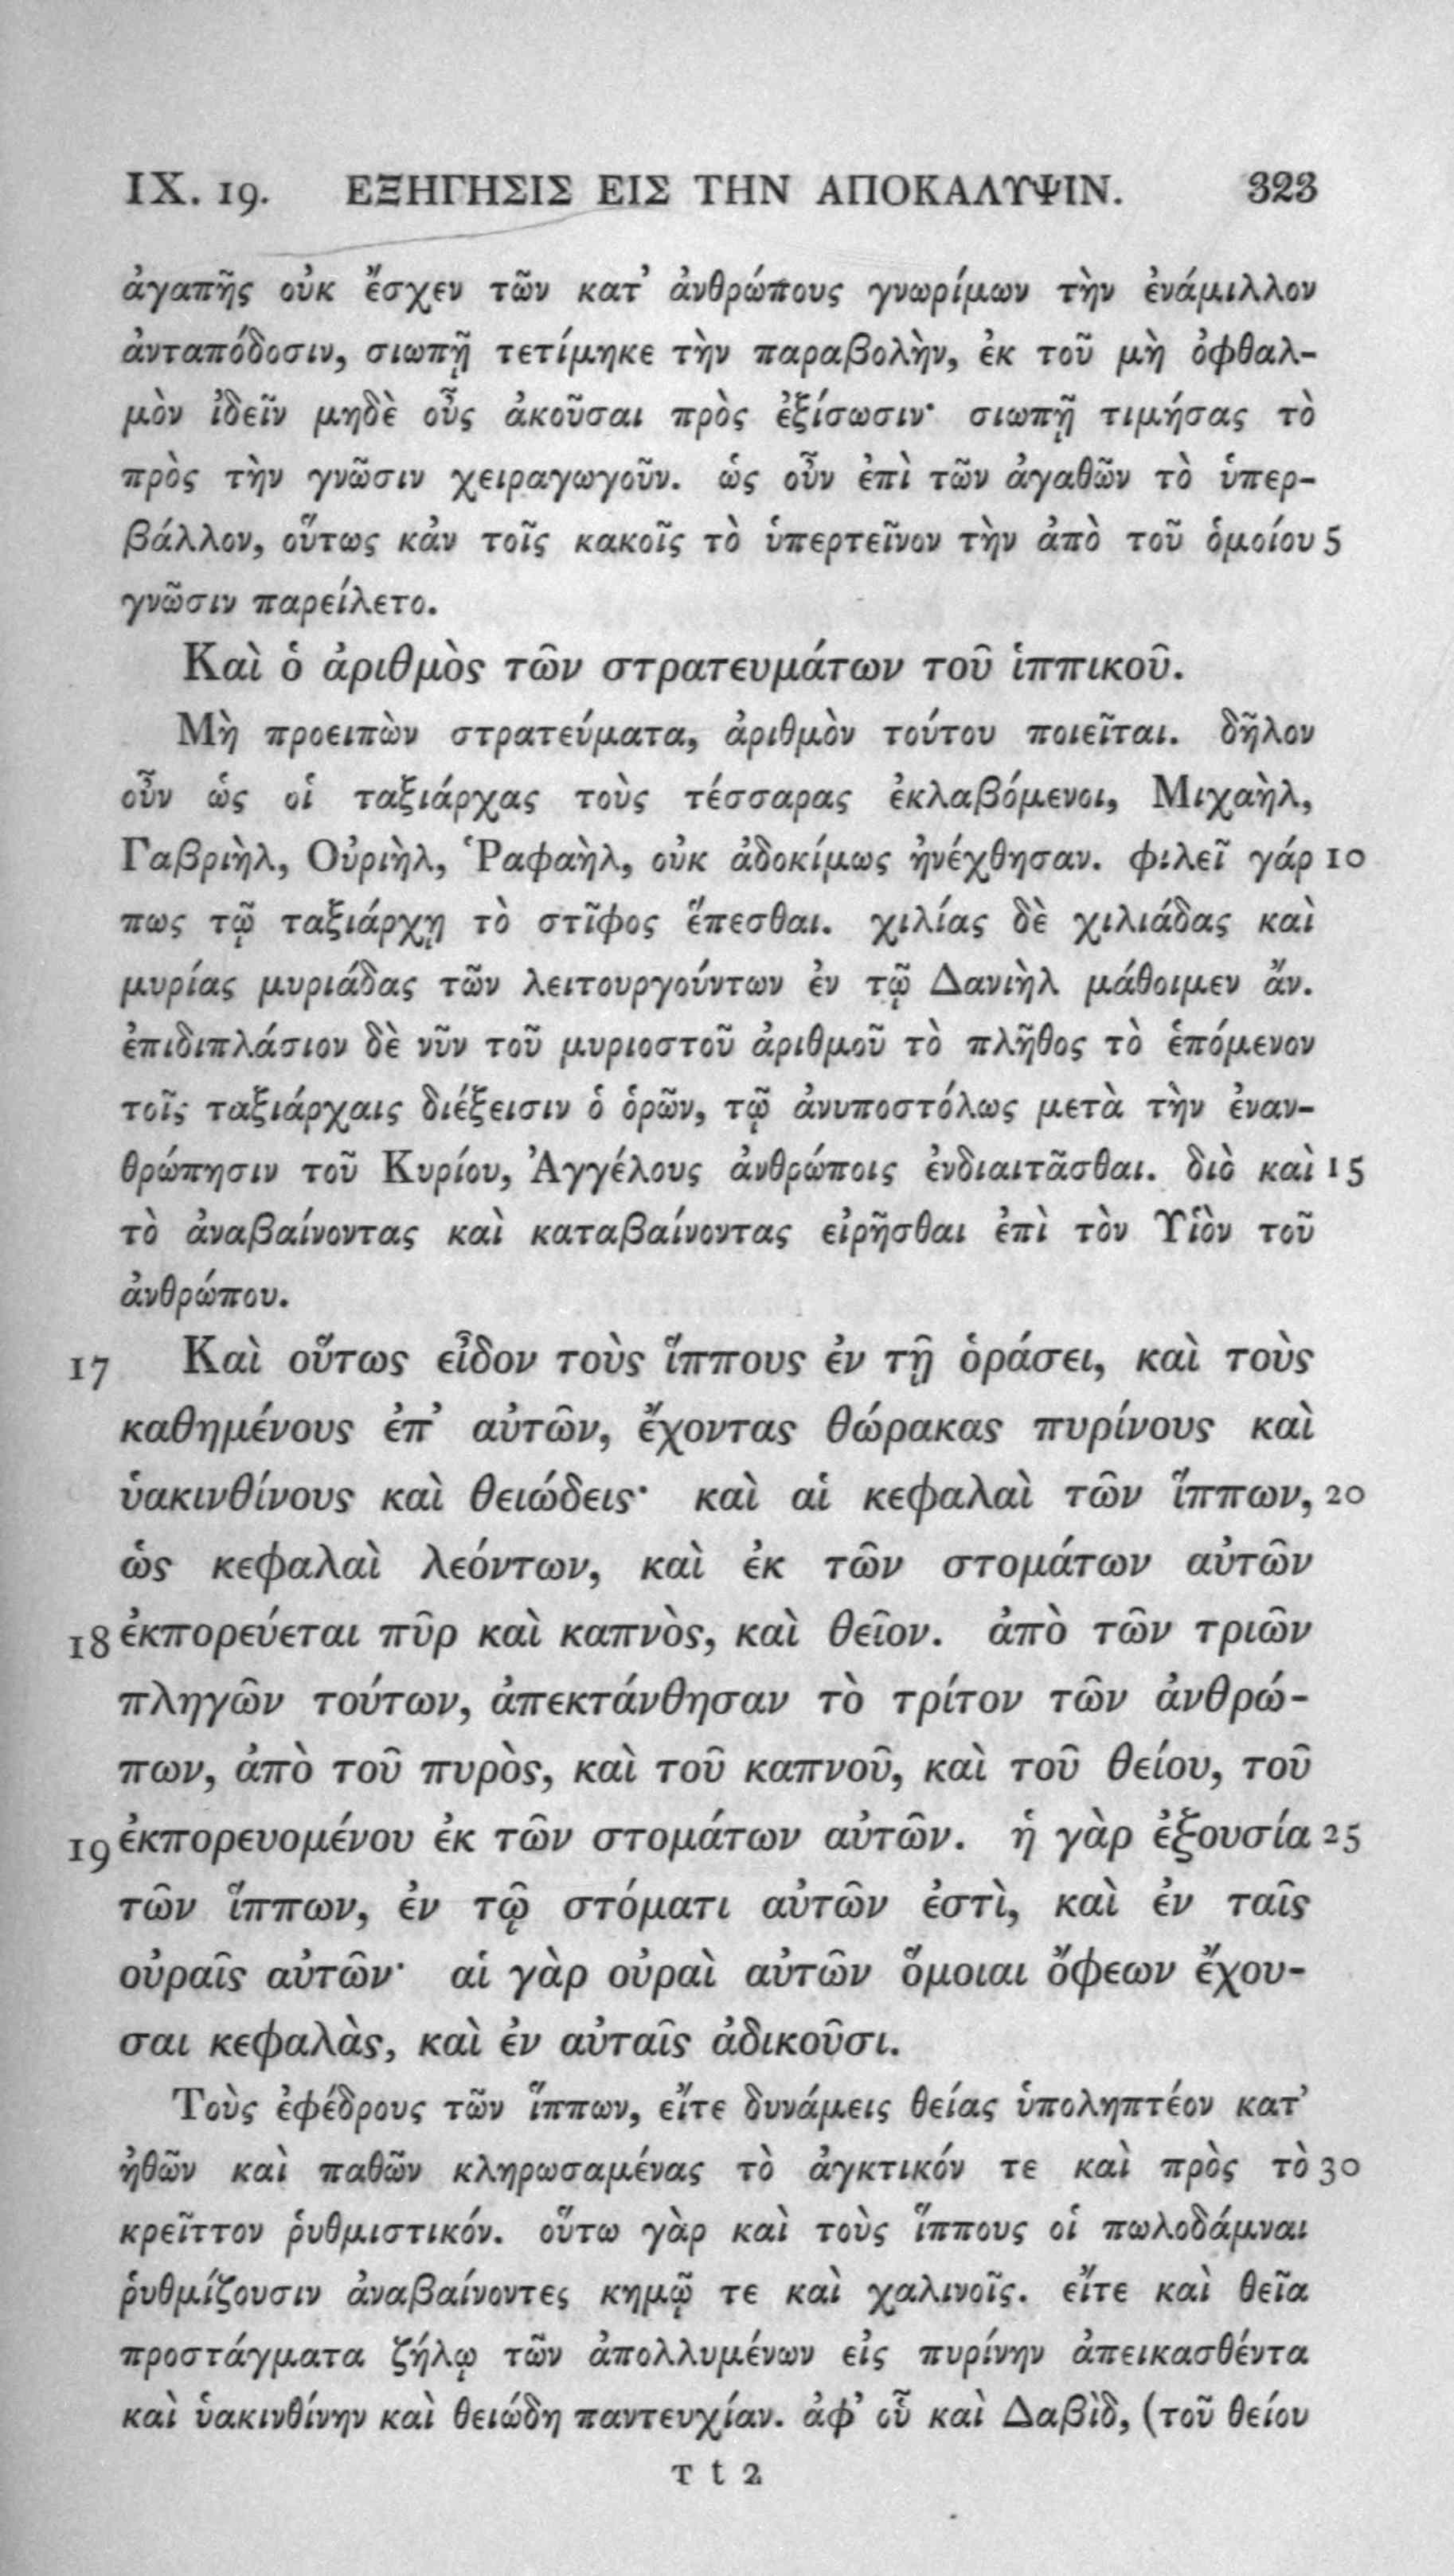 IX. 19. ΕΞΗΓΗΣΙΣ ΕΙΣ ΤΗΝ ΑΠΟΚΑΛΥΨΙΝ. 323
ἀγαπῆς οὐκ ἔσχεν τῶν κατ’ ἀνθρώπους γνωρίμων τὴν ἐνάμιλλον
ἀνταπόδοσιν, σιωπῇ τετίμηκε τὴν παραβολὴν, ἐκ τοῦ μὴ ὀφθαλ-
μὸν ἰδεῖν μηδὲ οὖς ἀκοῦσαι πρὸς ἐξίσωσιν· σιωπῇ τιμήσας τὸ
πρὸς τὴν γνῶσιν χειραγωγοῦν. ὡς οὖν ἐπὶ τῶν ἀγαθῶν τὸ ὑπερ-
βάλλον, οὕτως κἀν τοῖς κακοῖς τὸ ὑπερτεῖνον τὴν ἀπὸ τοῦ ὁμοίου 5
γνῶσιν παρείλετο.
Καὶ ὁ ἀριθμὸς τῶν στρατευμάτων τοῦ ἱππικοῦ.
Μὴ προειπὼν στρατεύματα, ἀριθμὸν τούτου ποιεῖται. δῆλον
οὖν ὡς οἱ ταξιάρχας τοὺς τέσσαρας ἐκλαβόμενοι, Μιχαὴλ,
Γαβριὴλ, Οὐριὴλ, Ῥαφαὴλ, οὐκ ἀδοκίμως ἠνέχθησαν. φιλεῖ γάρ 10
πως τῷ ταξιάρχῃ τὸ στῖφος ἕπεσθαι. χιλίας δὲ χιλιάδας καὶ
μυρίας μυριάδας τῶν λειτουργούντων ἐν τῷ Δανιὴλ μάθοιμεν ἄν.
ἐπιδιπλάσιον δὲ νῦν τοῦ μυριοστοῦ ἀριθμοῦ τὸ πλῆθος τὸ ἑπόμενον
τοῖς ταξιάρχαις διέξεισιν ὁ ὁρῶν, τῷ ἀνυποστόλως μετὰ τὴν ἐναν-
θρώπησιν τοῦ Κυρίου, Ἀγγέλους ἀνθρώποις ἐνδιαιτᾶσθαι. διὸ καὶ 15
τὸ ἀναβαίνοντας καὶ καταβαίνοντας εἰρῆσθαι ἐπὶ τὸν Υἱὸν τοῦ
ἀνθρώπου.
17 Καὶ οὕτως εἶδον τοὺς ἵππους ἐν τῇ ὁράσει, καὶ τοὺς
καθημένους ἐπ’ αὐτῶν, ἔχοντας θώρακας πυρίνους καὶ
ὑακινθίνους καὶ θειώδεις· καὶ αἱ κεφαλαὶ τῶν ἵππων, 20
ὡς κεφαλαὶ λεόντων, καὶ ἐκ τῶν στομάτων αὐτῶν
18 ἐκπορεύεται πῦρ καὶ καπνὸς, καὶ θεῖον. ἀπὸ τῶν τριῶν
πληγῶν τούτων, ἀπεκτάνθησαν τὸ τρίτον τῶν ἀνθρώ-
πων, ἀπὸ τοῦ πυρὸς, καὶ τοῦ καπνοῦ, καὶ τοῦ θείου, τοῦ
19 ἐκπορευομένου ἐκ τῶν στομάτων αὐτῶν. ἡ γὰρ ἐξουσία 25
τῶν ἵππων, ἐν τῷ στόματι αὐτῶν ἐστὶ, καὶ ἐν ταῖς
οὐραῖς αὐτῶν· αἱ γὰρ οὐραὶ αὐτῶν ὅμοιαι ὄφεων ἔχου-
σαι κεφαλὰς, καὶ ἐν αὐταῖς ἀδικοῦσι.
Τοὺς ἐφέδρους τῶν ἵππων, εἴτε δυνάμεις θείας ὑποληπτέον κατ’
ἠθῶν καὶ παθῶν κληρωσαμένας τὸ ἀγκτικόν τε καὶ πρὸς τὸ 30
κρεῖττον ῥυθμιστικόν. οὕτω γὰρ καὶ τοὺς ἵππους οἱ πωλοδάμναι
ῥυθμίζουσιν ἀναβαίνοντες κημῷ τε καὶ χαλινοῖς. εἴτε καὶ θεῖα
προστάγματα ζήλῳ τῶν ἀπολλυμένων εἰς πυρίνην ἀπεικασθέντα
καὶ ὑακινθίνην καὶ θειώδη παντευχίαν. ἀφ’ οὗ καὶ Δαβὶδ, (τοῦ θείου
T t 2